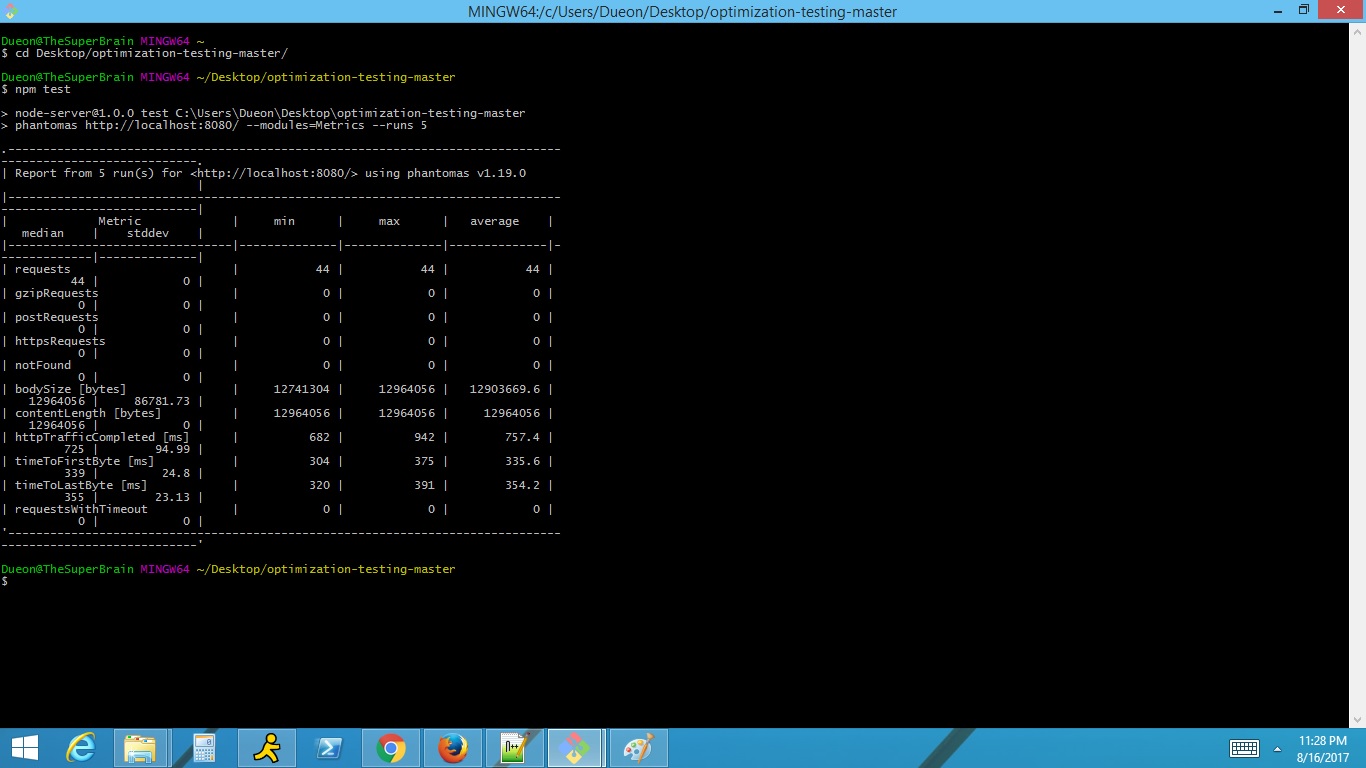 MINGW64:/c/Users/Dueon/Desktop/optimization-testing-master
Dueon@TheSuperBrain MINGW64 ~
$ cd Desktop/optimization-testing-master/
Dueon@TheSuperBrain MINGW64 ~/Desktop/optimization-testing-master
$ npm test
> node-server@1.0.0 test C:\Users\Dueon\Desktop\optimization-testing-master
> phantomas http://localhost:8080/ --modules=Metrics --runs 5
.-------------------------------------------------------------------------------
---------------------------.
| Report from 5 run(s) for <http://localhost:8080/> using phantomas v1.19.0
                            |
|-------------------------------------------------------------------------------
---------------------------|
|             Metric             |     min      |     max      |   average    |
   median    |    stddev    |
|--------------------------------|--------------|--------------|--------------|-
-------------|--------------|
| requests                       |           44 |           44 |           44 |
          44 |            0 |
| gzipRequests                   |            0 |            0 |            0 |
           0 |            0 |
| postRequests                   |            0 |            0 |            0 |
           0 |            0 |
| httpsRequests                  |            0 |            0 |            0 |
           0 |            0 |
| notFound                       |            0 |            0 |            0 |
           0 |            0 |
| bodySize [bytes]               |     12741304 |     12964056 |   12903669.6 |
    12964056 |     86781.73 |
| contentLength [bytes]          |     12964056 |     12964056 |     12964056 |
    12964056 |            0 |
| httpTrafficCompleted [ms]      |          682 |          942 |        757.4 |
         725 |        94.99 |
| timeToFirstByte [ms]           |          304 |          375 |        335.6 |
         339 |         24.8 |
| timeToLastByte [ms]            |          320 |          391 |        354.2 |
         355 |        23.13 |
| requestsWithTimeout            |            0 |            0 |            0 |
           0 |            0 |
'-------------------------------------------------------------------------------
---------------------------'
Dueon@TheSuperBrain MINGW64 ~/Desktop/optimization-testing-master
$
11:28 PM
8/16/2017